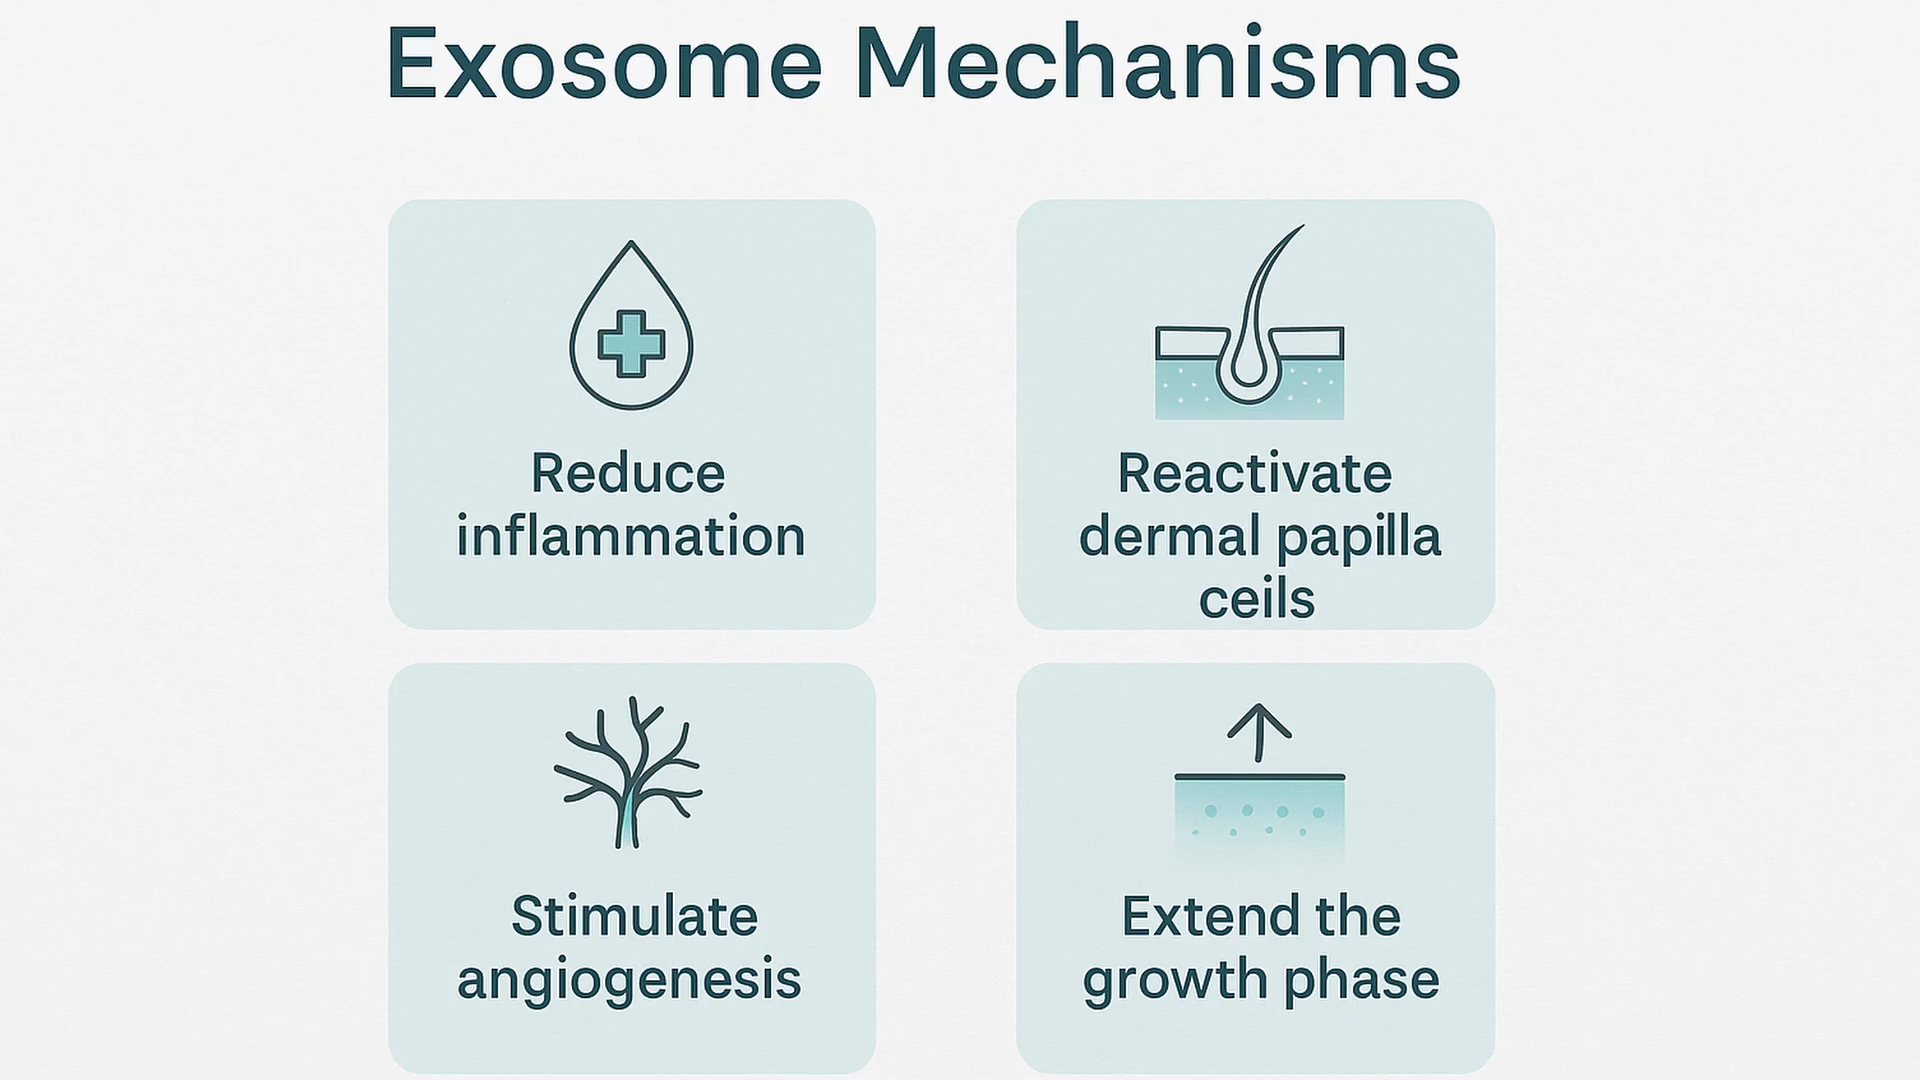 Exosome Mechanisms
Reduce
inflammation
Reactivate
dermal papilla
ceils
Stimulate
angiogenesis
Extend the
growth phase